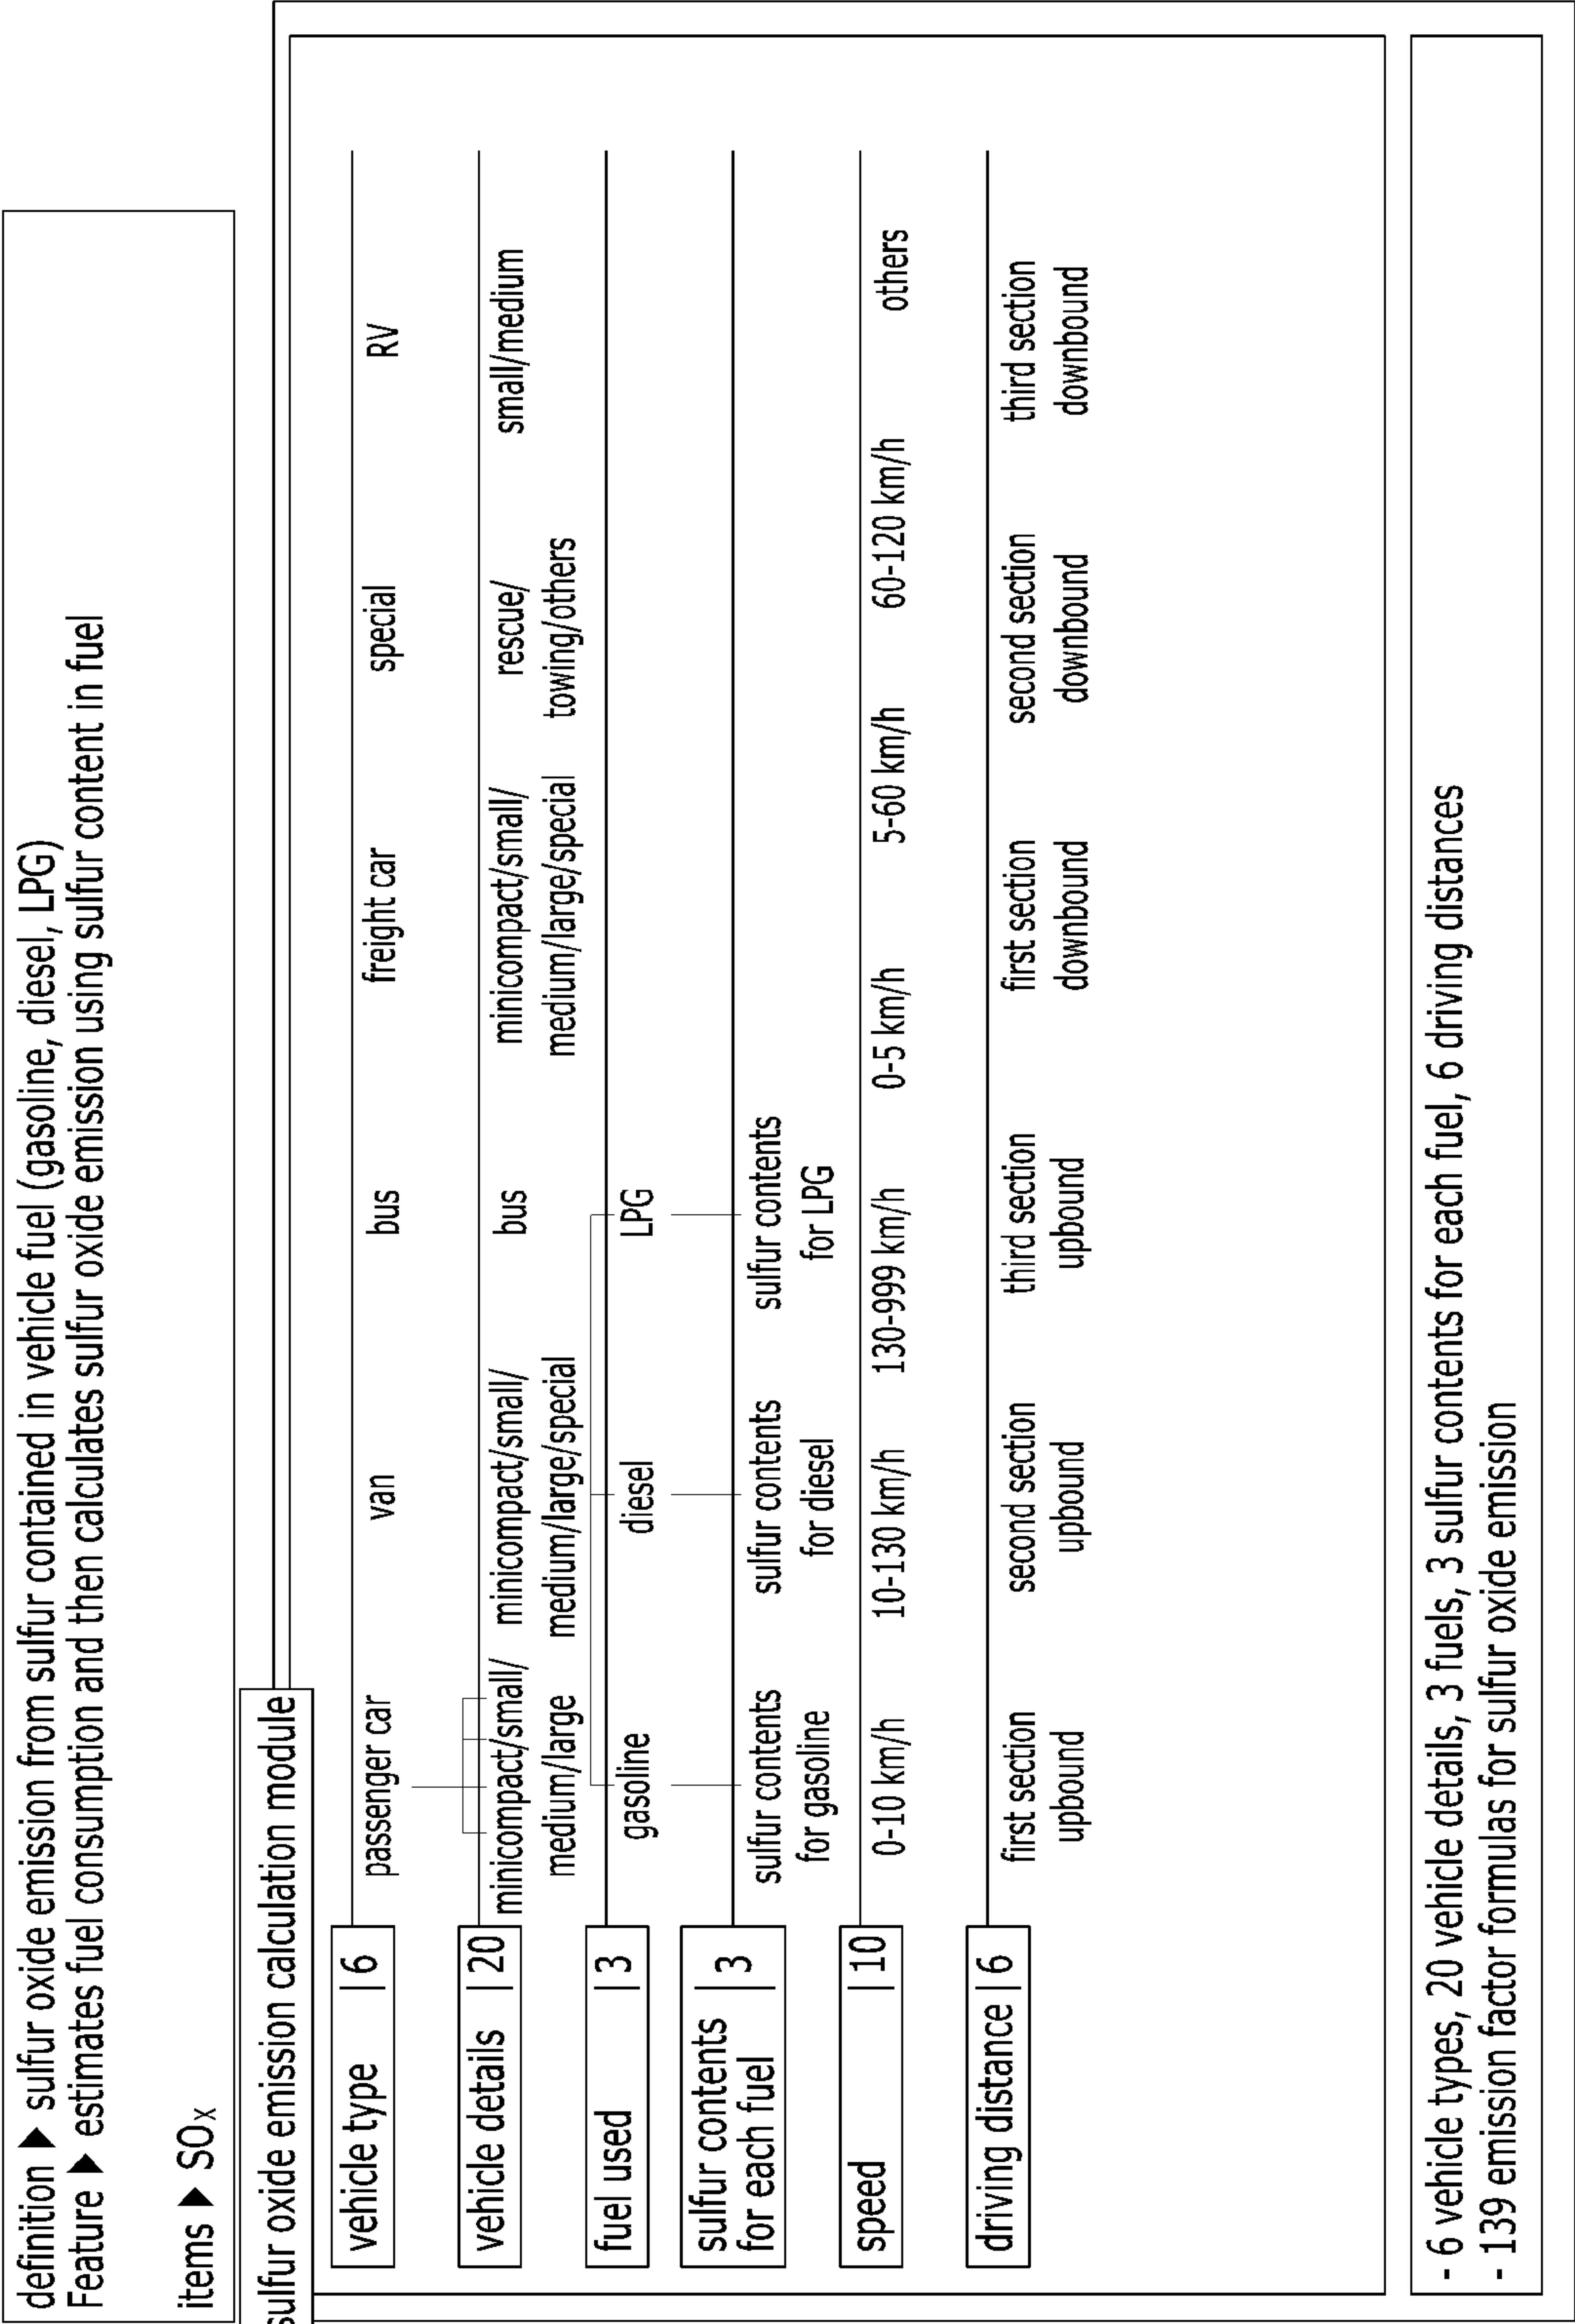 definition ▶ sulfur oxide emission from sulfur contained in vehicle fuel (gasoline, diesel, LPG)
Feature ▶ estimates fuel consumption and then calculates sulfur oxide emission using sulfur content in fuel
items ▶ SOx
sulfur oxide emission calculation module
vehicle type | 6
passenger car van bus freight car special RV
vehicle details | 20
minicompact/small/ minicompact/small/ bus minicompact/small/ rescue/ small/medium
medium/large medium/large/special medium/large/special towing/others
fuel used | 3
gasoline diesel LPG
sulfur contents | 3
for each fuel
sulfur contents sulfur contents sulfur contents
for gasoline for diesel for LPG
speed | 10
0-10 km/h 10-130 km/h 130-999 km/h 0-5 km/h 5-60 km/h 60-120 km/h others
driving distance | 6
first section second section third section first section second section third section
upbound upbound upbound downbound downbound downbound
- 6 vehicle types, 20 vehicle details, 3 fuels, 3 sulfur contents for each fuel, 6 driving distances
- 139 emission factor formulas for sulfur oxide emission